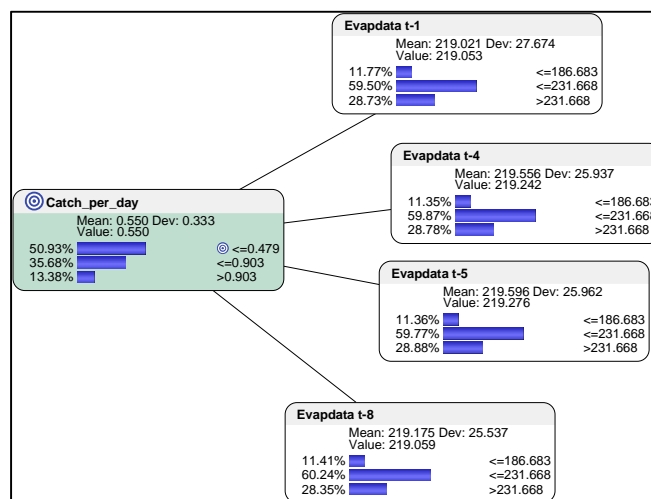 Evapdata t-1
Mean: 219.021 Dev: 27.674
Value: 219.053
11.77% <=186.683
59.50% <=231.668
28.73% >231.668
Evapdata t-4
Mean: 219.556 Dev: 25.937
Value: 219.242
11.35% <=186.683
59.87% <=231.668
28.78% >231.668
Catch_per_day
Mean: 0.550 Dev: 0.333
Value: 0.550
50.93% <=0.479
35.68% <=0.903
13.38% >0.903
Evapdata t-5
Mean: 219.596 Dev: 25.962
Value: 219.276
11.36% <=186.683
59.77% <=231.668
28.88% >231.668
Evapdata t-8
Mean: 219.175 Dev: 25.537
Value: 219.059
11.41% <=186.683
60.24% <=231.668
28.35% >231.668